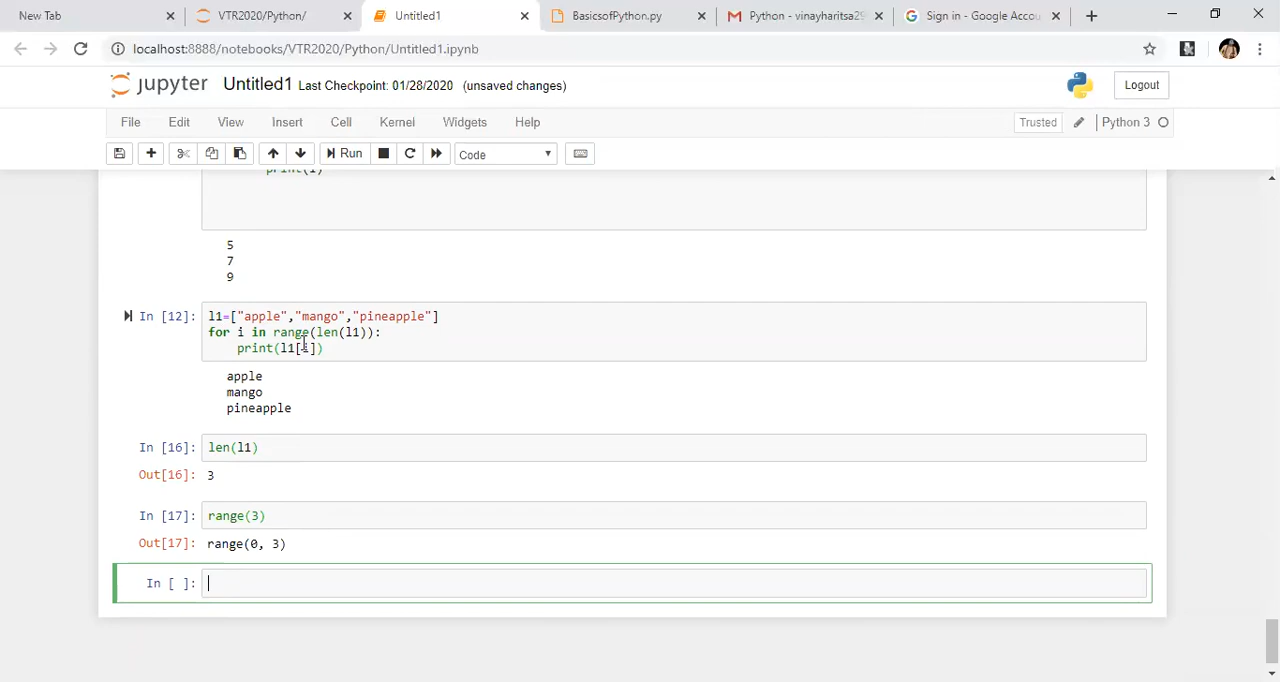 New Tab
VTR2020/Python/
Untitled1
BasicsofPython.py
Python - vinayharitsa29
Sign in - Google Accou
localhost:8888/notebooks/VTR2020/Python/Untitled1.ipynb
jupyter Untitled1 Last Checkpoint: 01/28/2020 (unsaved changes)
Logout
File Edit View Insert Cell Kernel Widgets Help
Trusted
Python 3
Run
Code
print(i)
5
7
9
In [12]: l1=["apple","mango","pineapple"]
for i in range(len(l1)):
print(l1[i])
apple
mango
pineapple
In [16]: len(l1)
Out[16]: 3
In [17]: range(3)
Out[17]: range(0, 3)
In [ ]: